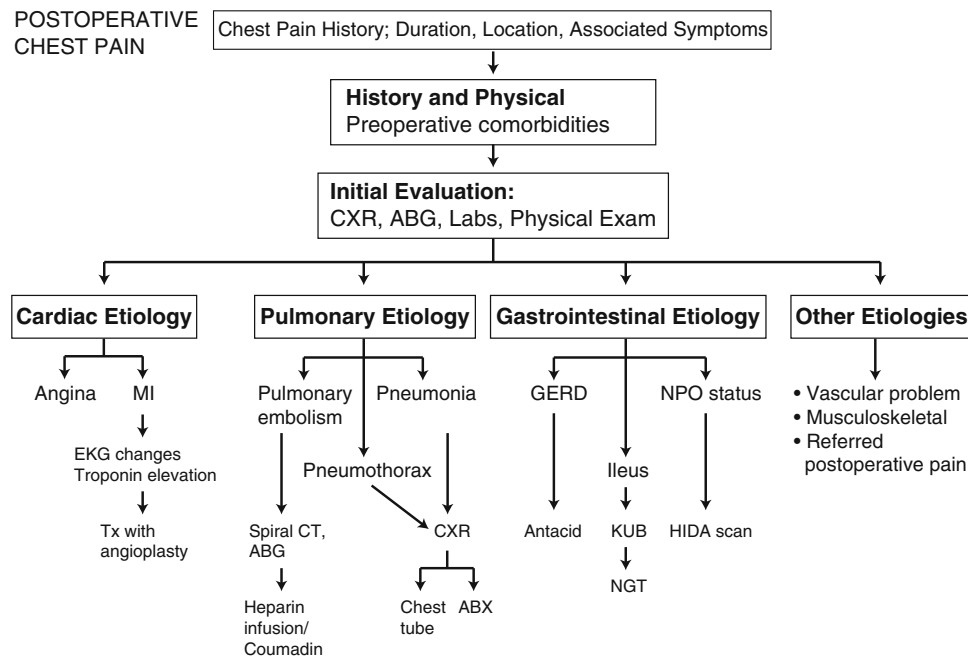 POSTOPERATIVE
CHEST PAIN
Chest Pain History; Duration, Location, Associated Symptoms
History and Physical
Preoperative comorbidities
Initial Evaluation:
CXR, ABG, Labs, Physical Exam
Cardiac Etiology
Pulmonary Etiology
Gastrointestinal Etiology
Other Etiologies
Angina
MI
EKG changes
Troponin elevation
Tx with
angioplasty
Pulmonary
embolism
Pneumonia
Pneumothorax
Spiral CT,
ABG
CXR
Heparin
infusion/
Coumadin
Chest
tube
ABX
GERD
NPO status
Ileus
Antacid
KUB
HIDA scan
NGT
• Vascular problem
• Musculoskeletal
• Referred
postoperative pain